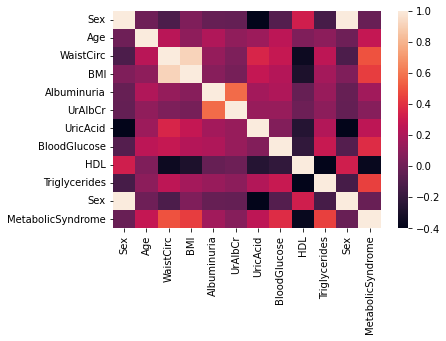 Sex
Age
WaistCirc
BMI
Albuminuria
UrAlbCr
UricAcid
BloodGlucose
HDL
Triglycerides
Sex
MetabolicSyndrome
Sex
Age
WaistCirc
BMI
Albuminuria
UrAlbCr
UricAcid
BloodGlucose
HDL
Triglycerides
Sex
MetabolicSyndrome
1.0
0.8
0.6
0.4
0.2
0.0
−0.2
−0.4